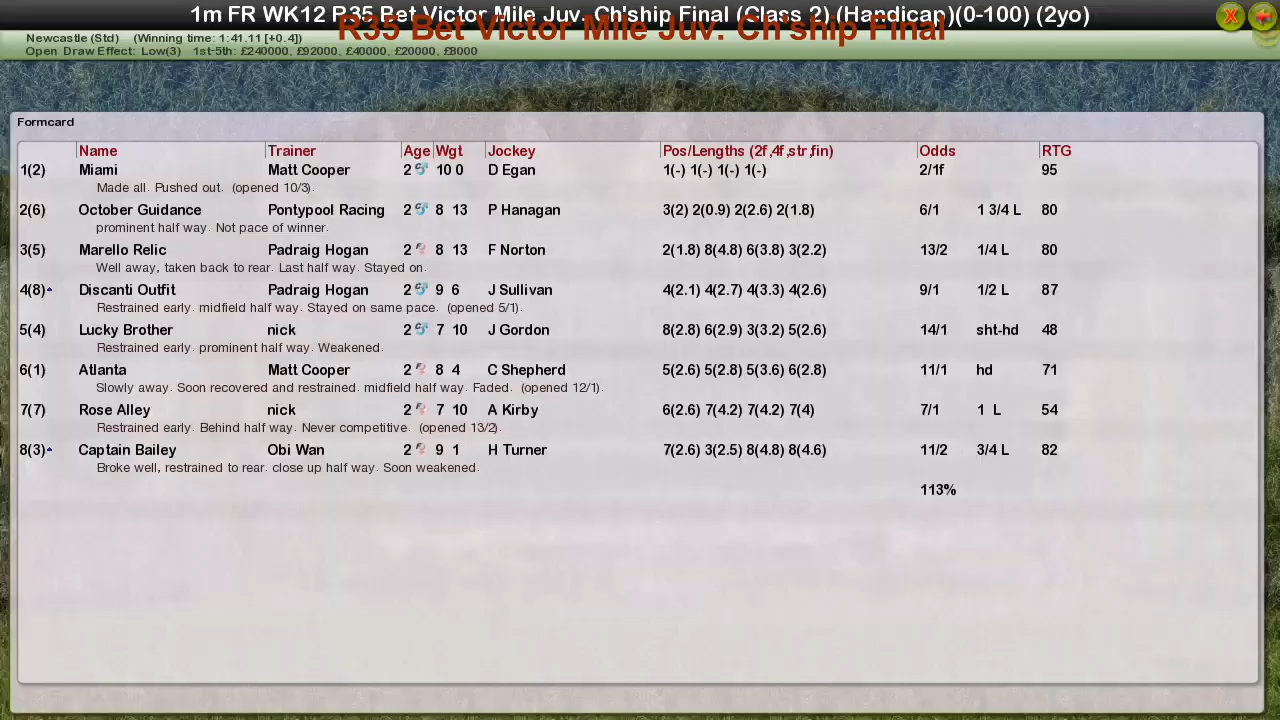 1m FR WK12 R35 Bet Victor Mile Juv. Ch'ship Final (Class 2) (Handicap)(0-100) (2yo)
R35 Bet Victor Mile Juv. Ch'ship Final
Newcastle (Std) (Winning time: 1:41.11 [+0.4])
Open Draw Effect: Low(3) 1st-5th: £240000, £92000, £40000, £20000, £8000
Formcard
Name Trainer Age Wgt Jockey Pos/Lengths (2f,4f,str,fin) Odds RTG
1(2) Miami Matt Cooper 2 10 0 D Egan 1(-) 1(-) 1(-) 1(-) 2/1f 95
Made all. Pushed out. (opened 10/3).
2(6) October Guidance Pontypool Racing 2 8 13 P Hanagan 3(2) 2(0.9) 2(2.6) 2(1.8) 6/1 1 3/4 L 80
prominent half way. Not pace of winner.
3(5) Marello Relic Padraig Hogan 2 8 13 F Norton 2(1.8) 8(4.8) 6(3.8) 3(2.2) 13/2 1/4 L 80
Well away, taken back to rear. Last half way. Stayed on.
4(8) Discanti Outfit Padraig Hogan 2 9 6 J Sullivan 4(2.1) 4(2.7) 4(3.3) 4(2.6) 9/1 1/2 L 87
Restrained early. midfield half way. Stayed on same pace. (opened 5/1).
5(4) Lucky Brother nick 2 7 10 J Gordon 8(2.8) 6(2.9) 3(3.2) 5(2.6) 14/1 sht-hd 48
Restrained early. prominent half way. Weakened.
6(1) Atlanta Matt Cooper 2 8 4 C Shepherd 5(2.6) 5(2.8) 5(3.6) 6(2.8) 11/1 hd 71
Slowly away. Soon recovered and restrained. midfield half way. Faded. (opened 12/1).
7(7) Rose Alley nick 2 7 10 A Kirby 6(2.6) 7(4.2) 7(4.2) 7(4) 7/1 1 L 54
Restrained early. Behind half way. Never competitive. (opened 13/2).
8(3) Captain Bailey Obi Wan 2 9 1 H Turner 7(2.6) 3(2.5) 8(4.8) 8(4.6) 11/2 3/4 L 82
Broke well, restrained to rear. close up half way. Soon weakened.
113%